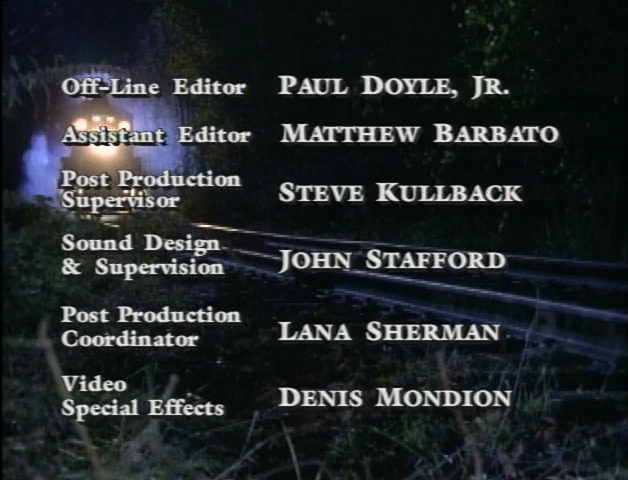 Off-Line Editor PAUL DOYLE, JR.
Assistant Editor MATTHEW BARBATO
Post Production
Supervisor STEVE KULLBACK
Sound Design
& Supervision JOHN STAFFORD
Post Production
Coordinator LANA SHERMAN
Video
Special Effects DENIS MONDION